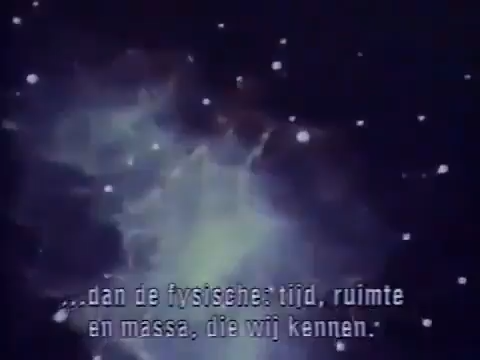 ...dan de fysische: tijd, ruimte
en massa, die wij kennen.